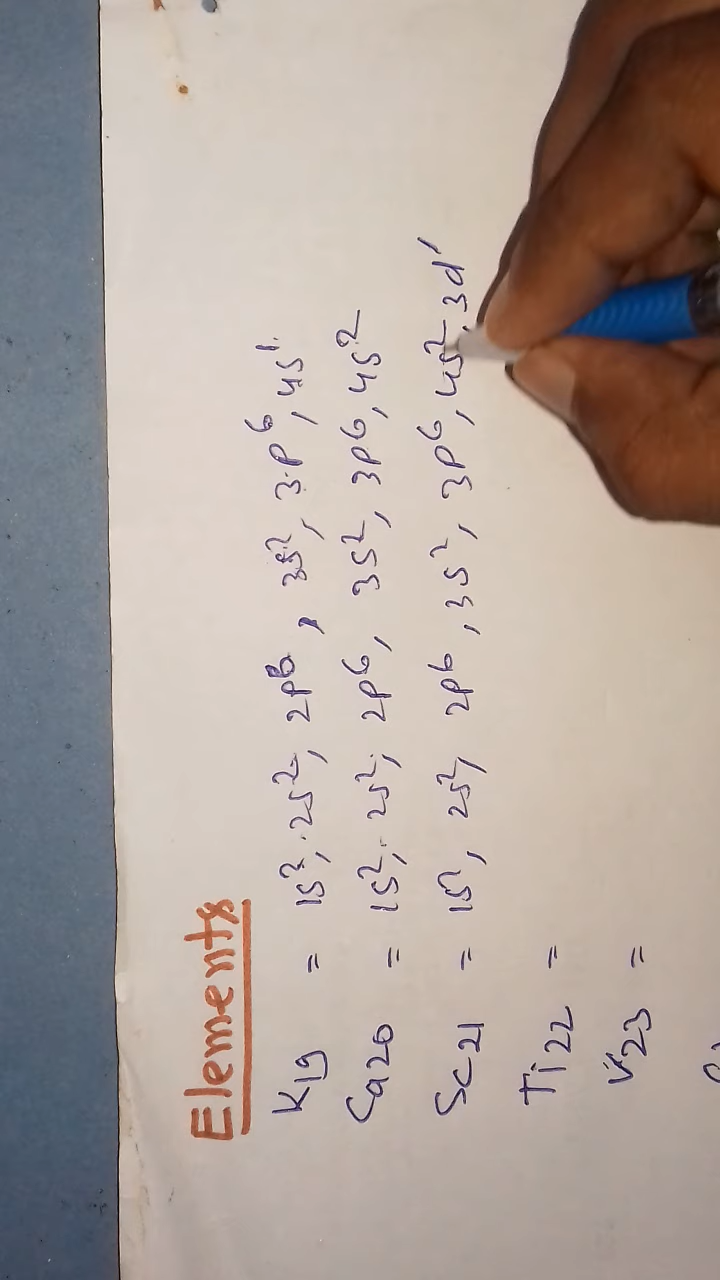 Elements
K19 = 1s², 2s², 2p⁶, 3s², 3p⁶, 4s¹
Ca20 = 1s², 2s², 2p⁶, 3s², 3p⁶, 4s²
Sc21 = 1s², 2s², 2p⁶, 3s², 3p⁶, 4s², 3d¹
Ti22 =
V23 =